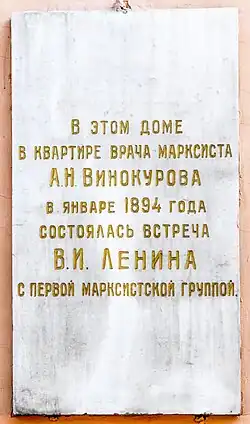 В ЭТОМ ДОМЕ
В КВАРТИРЕ ВРАЧА МАРКСИСТА
А.Н. ВИНОКУРОВА
В ЯНВАРЕ 1894 ГОДА
СОСТОЯЛАСЬ ВСТРЕЧА
В.И. ЛЕНИНА
С ПЕРВОЙ МАРКСИСТСКОЙ ГРУППОЙ.